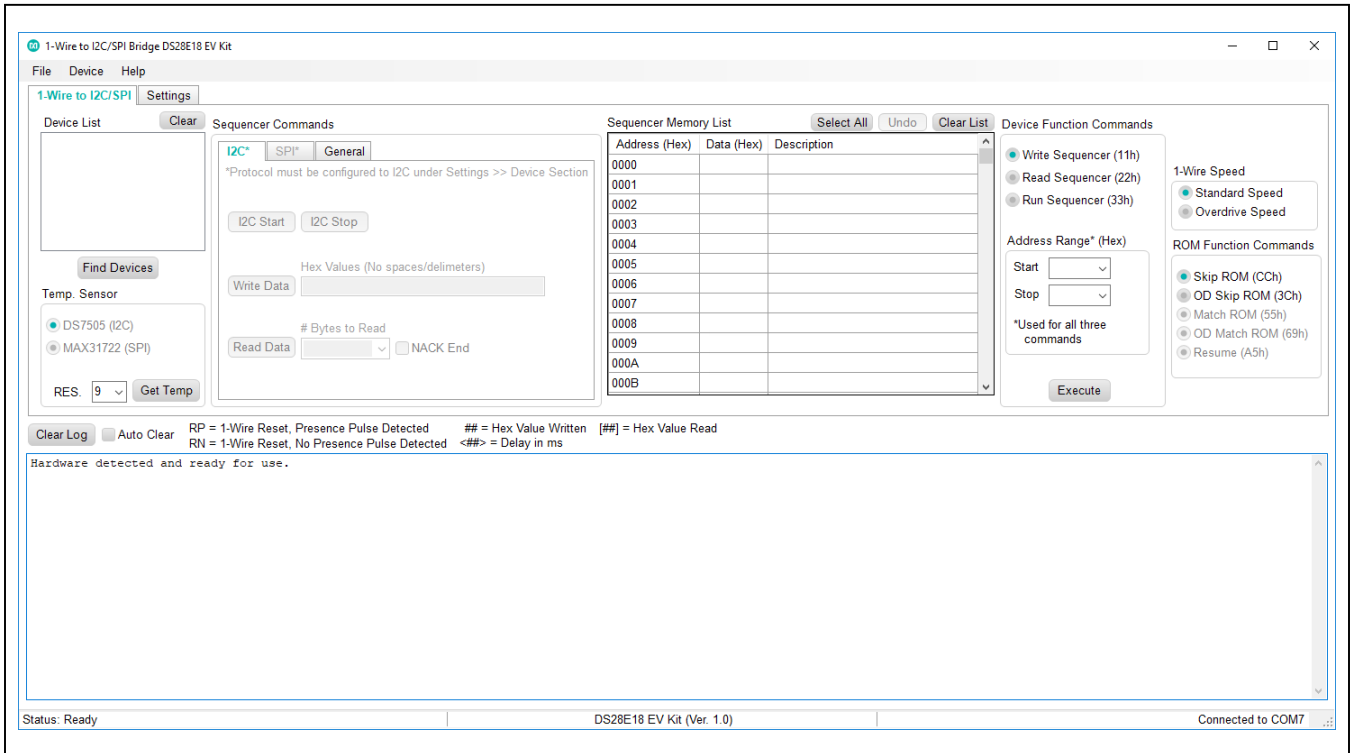 1-Wire to I2C/SPI Bridge DS28E18 EV Kit
File Device Help
1-Wire to I2C/SPI Settings
Device List Clear
Find Devices
Temp. Sensor
DS7505 (I2C)
MAX31722 (SPI)
RES. 9 Get Temp
Sequencer Commands
I2C* SPI* General
*Protocol must be configured to I2C under Settings >> Device Section
I2C Start I2C Stop
Hex Values (No spaces/delimeters)
Write Data
# Bytes to Read
Read Data NACK End
Sequencer Memory List Select All Undo Clear List
Address (Hex) Data (Hex) Description
0000
0001
0002
0003
0004
0005
0006
0007
0008
0009
000A
000B
Device Function Commands
Write Sequencer (11h)
Read Sequencer (22h)
Run Sequencer (33h)
Address Range* (Hex)
Start
Stop
*Used for all three
commands
Execute
1-Wire Speed
Standard Speed
Overdrive Speed
ROM Function Commands
Skip ROM (CCh)
OD Skip ROM (3Ch)
Match ROM (55h)
OD Match ROM (69h)
Resume (A5h)
Clear Log Auto Clear
RP = 1-Wire Reset, Presence Pulse Detected ## = Hex Value Written [##] = Hex Value Read
RN = 1-Wire Reset, No Presence Pulse Detected <##> = Delay in ms
Hardware detected and ready for use.
Status: Ready DS28E18 EV Kit (Ver. 1.0) Connected to COM7